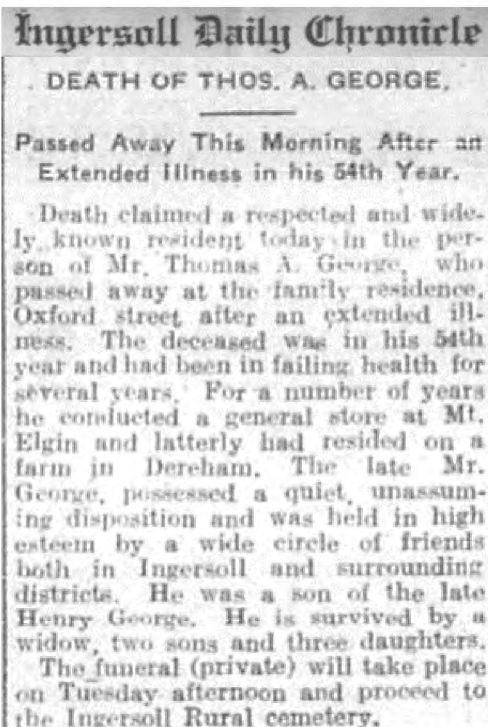 Ingersoll Daily Chronicle
DEATH OF THOS. A. GEORGE.
Passed Away This Morning After an
Extended Illness in his 54th Year.
Death claimed a respected and wide-
ly known resident today in the per-
son of Mr. Thomas A. George, who
passed away at the family residence,
Oxford street after an extended ill-
ness. The deceased was in his 54th
year and had been in failing health for
several years. For a number of years
he conducted a general store at Mt.
Elgin and latterly had resided on a
farm in Dereham. The late Mr.
George, possessed a quiet, unassum-
ing disposition and was held in high
esteem by a wide circle of friends
both in Ingersoll and surrounding
districts. He was a son of the late
Henry George. He is survived by a
widow, two sons and three daughters.
The funeral (private) will take place
on Tuesday afternoon and proceed to
the Ingersoll Rural cemetery.